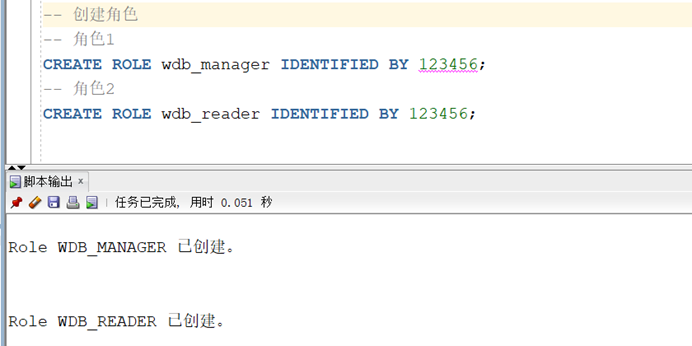 -- 创建角色
-- 角色1
CREATE ROLE wdb_manager IDENTIFIED BY 123456;
-- 角色2
CREATE ROLE wdb_reader IDENTIFIED BY 123456;
脚本输出 ×
任务已完成, 用时 0.051 秒
Role WDB_MANAGER 已创建。
Role WDB_READER 已创建。